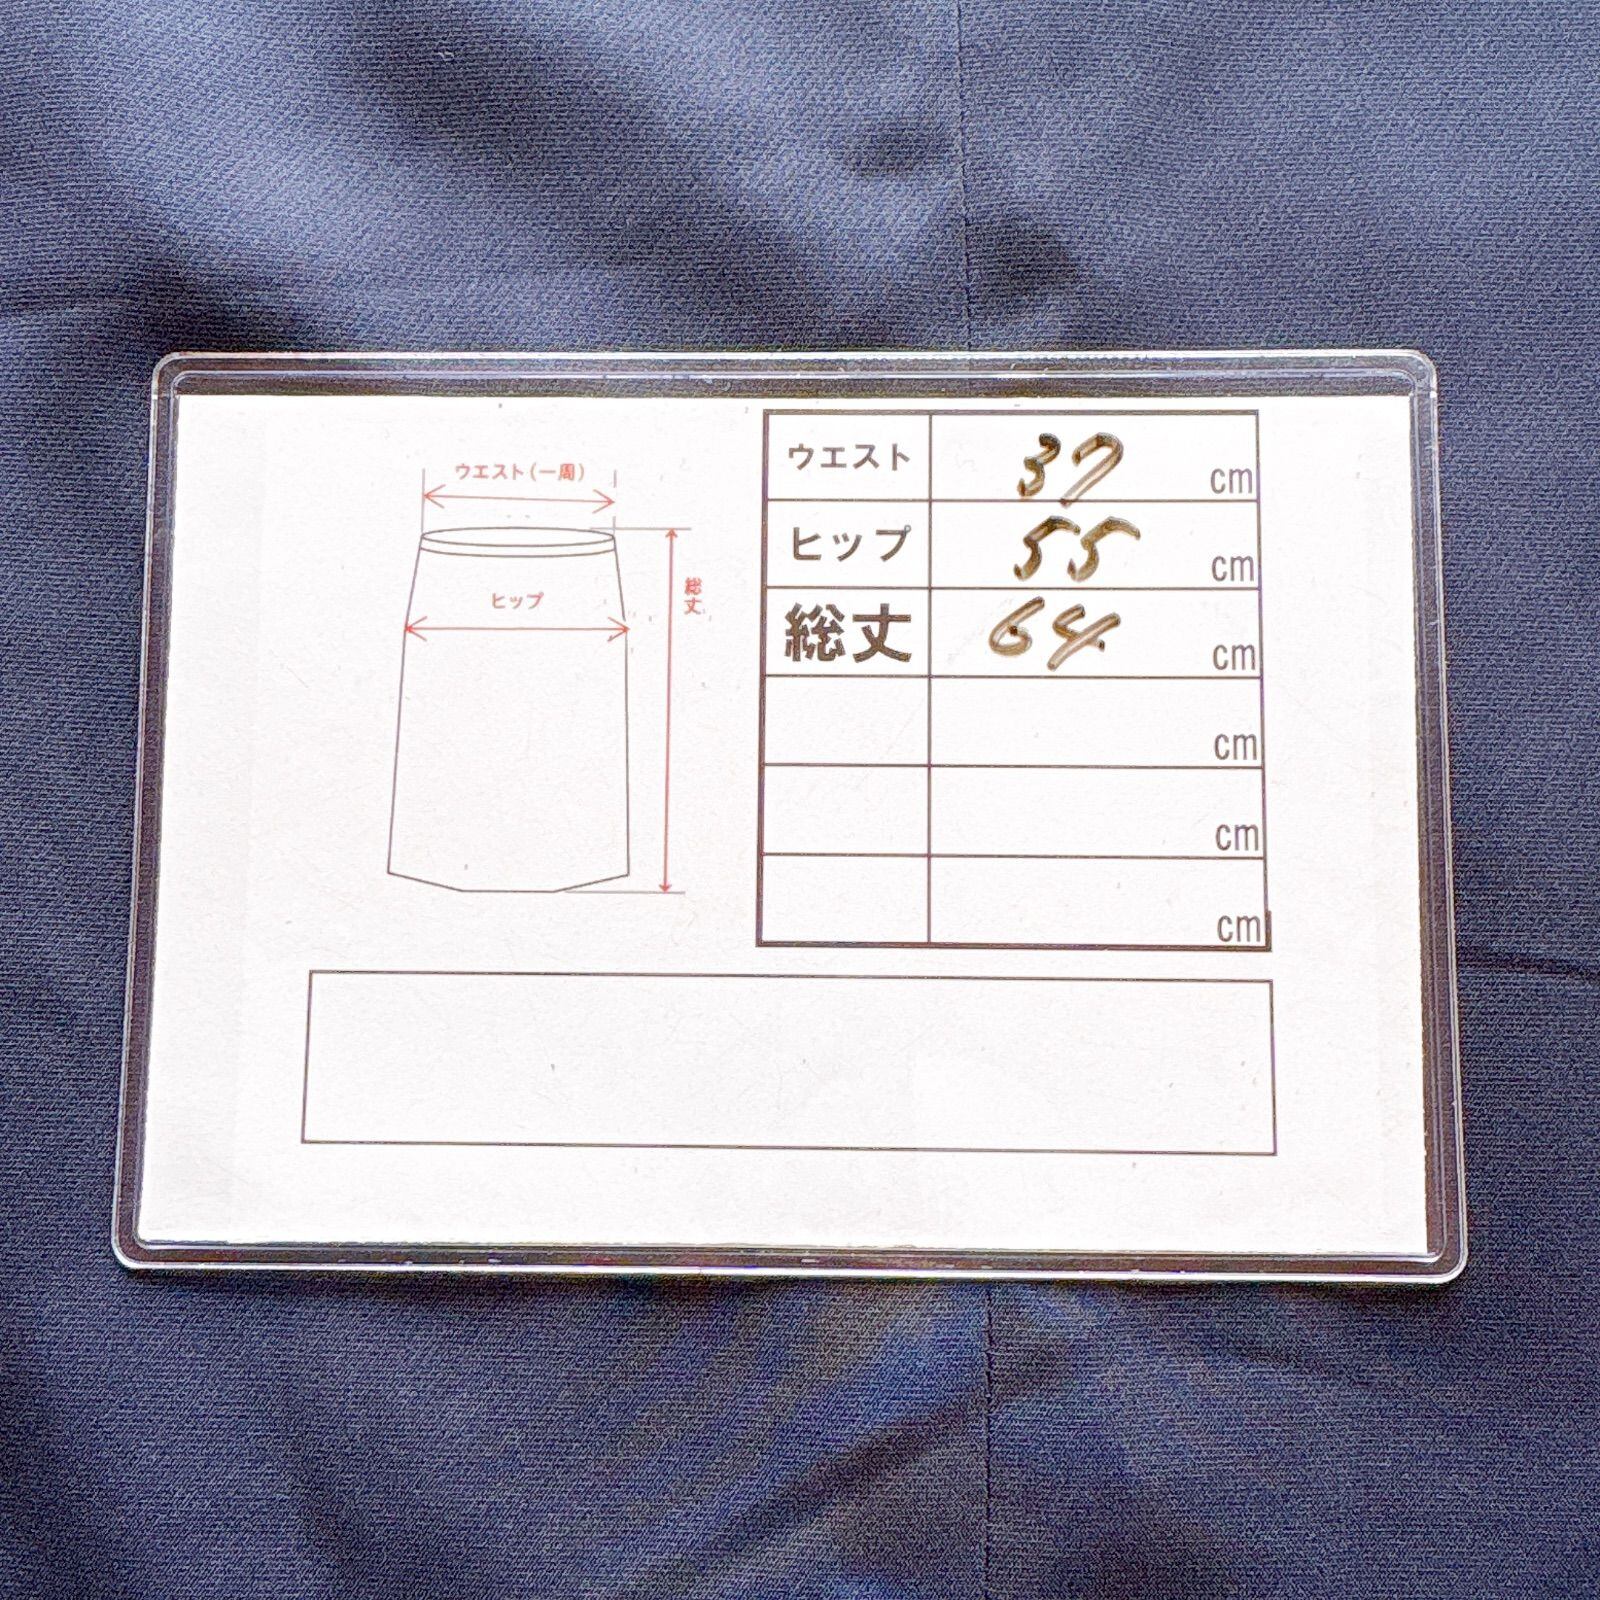 ウエスト(一周)
ヒップ
総丈
ウエスト 37 cm
ヒップ 55 cm
総丈 64 cm
cm
cm
cm